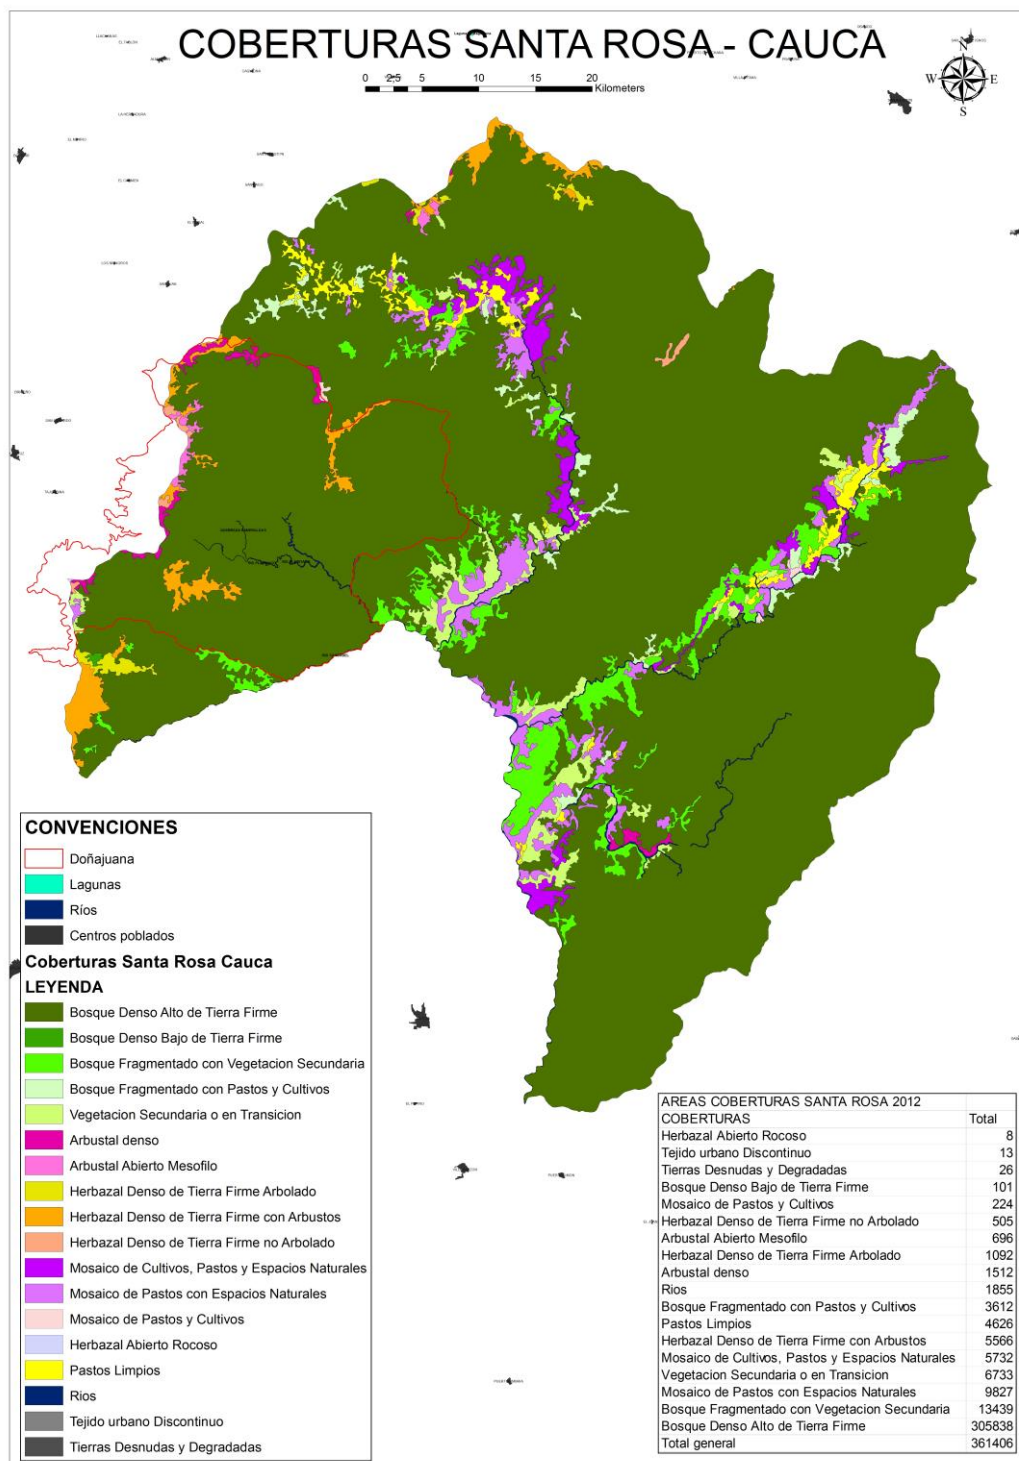 COBERTURAS SANTA ROSA - CAUCA
0 2,5 5 10 15 20
Kilometers
N
W E
S
CONVENCIONES
Doñajuana
Lagunas
Ríos
Centros poblados
Coberturas Santa Rosa Cauca
LEYENDA
Bosque Denso Alto de Tierra Firme
Bosque Denso Bajo de Tierra Firme
Bosque Fragmentado con Vegetacion Secundaria
Bosque Fragmentado con Pastos y Cultivos
Vegetacion Secundaria o en Transicion
Arbustal denso
Arbustal Abierto Mesofilo
Herbazal Denso de Tierra Firme Arbolado
Herbazal Denso de Tierra Firme con Arbustos
Herbazal Denso de Tierra Firme no Arbolado
Mosaico de Cultivos, Pastos y Espacios Naturales
Mosaico de Pastos con Espacios Naturales
Mosaico de Pastos y Cultivos
Herbazal Abierto Rocoso
Pastos Limpios
Rios
Tejido urbano Discontinuo
Tierras Desnudas y Degradadas
AREAS COBERTURAS SANTA ROSA 2012
COBERTURAS Total
Herbazal Abierto Rocoso 8
Tejido urbano Discontinuo 13
Tierras Desnudas y Degradadas 26
Bosque Denso Bajo de Tierra Firme 101
Mosaico de Pastos y Cultivos 224
Herbazal Denso de Tierra Firme no Arbolado 505
Arbustal Abierto Mesofilo 696
Herbazal Denso de Tierra Firme Arbolado 1092
Arbustal denso 1512
Rios 1855
Bosque Fragmentado con Pastos y Cultivos 3612
Pastos Limpios 4626
Herbazal Denso de Tierra Firme con Arbustos 5566
Mosaico de Cultivos, Pastos y Espacios Naturales 5732
Vegetacion Secundaria o en Transicion 6733
Mosaico de Pastos con Espacios Naturales 9827
Bosque Fragmentado con Vegetacion Secundaria 13439
Bosque Denso Alto de Tierra Firme 305838
Total general 361406